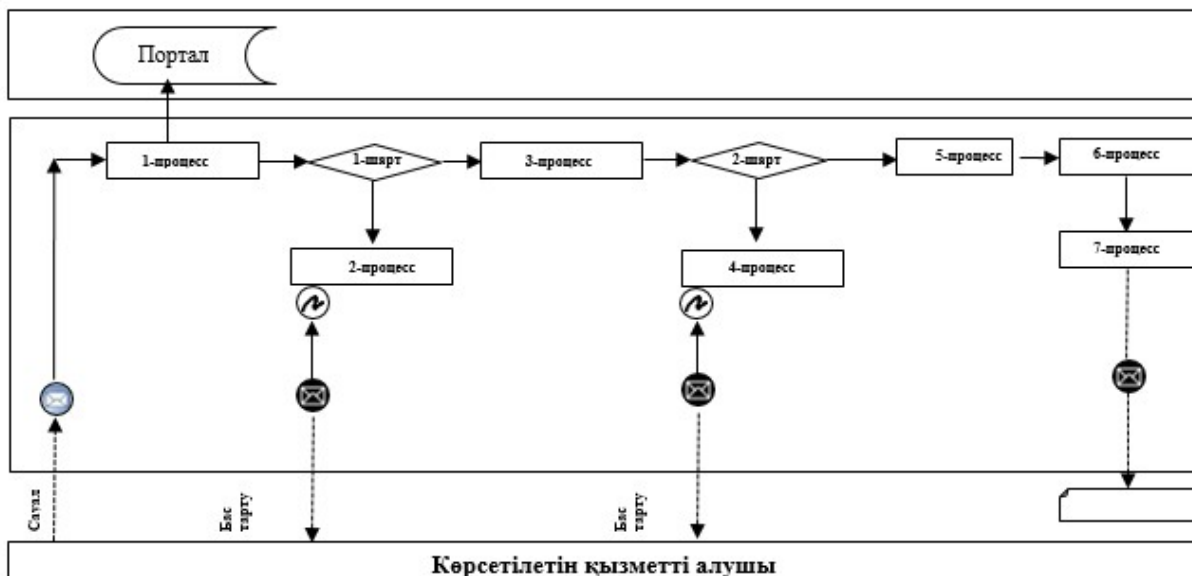 Портал
1-процесс
1-шарт
3-процесс
2-шарт
5-процесс
6-процесс
2-процесс
4-процесс
7-процесс
Сауал
Бас
тарту
Бас
тарту
Көрсетілетін қызметті алушы